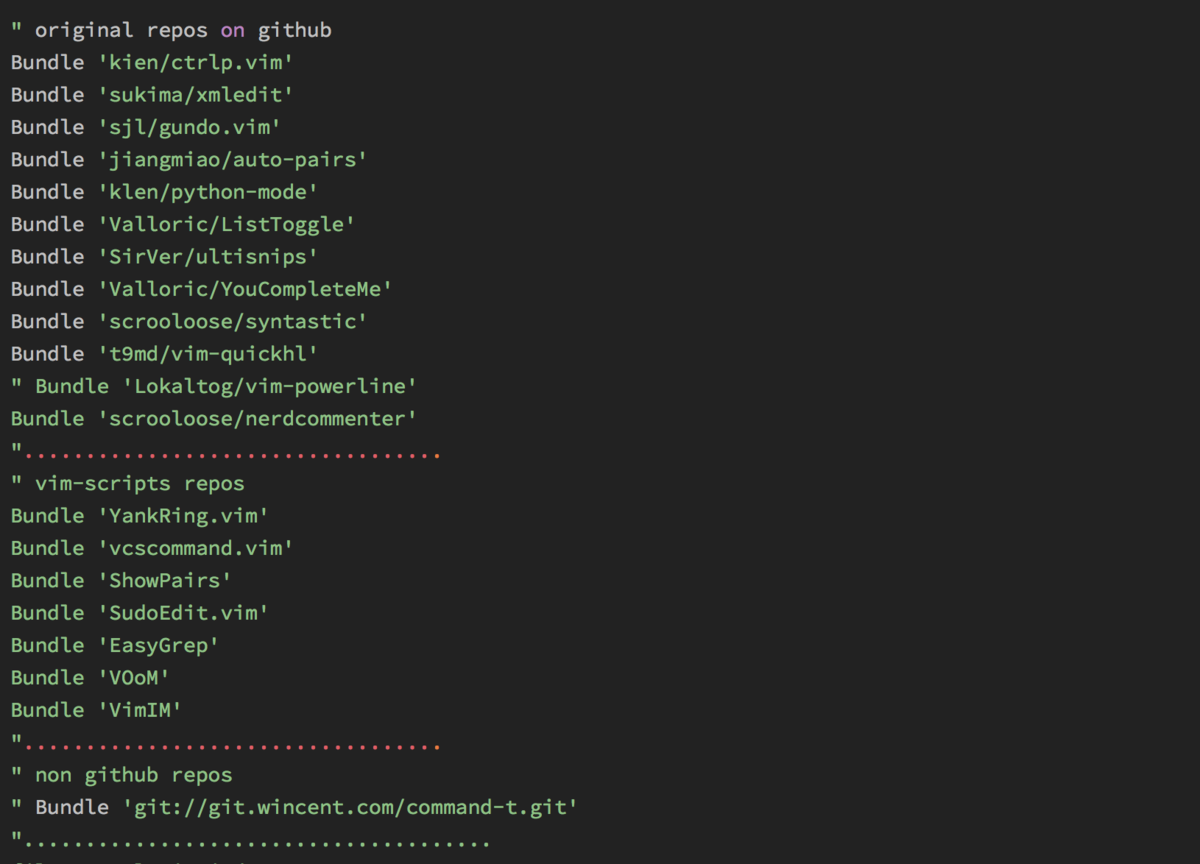 " original repos on github
Bundle 'kien/ctrlp.vim'
Bundle 'sukima/xmledit'
Bundle 'sjl/gundo.vim'
Bundle 'jiangmiao/auto-pairs'
Bundle 'klen/python-mode'
Bundle 'Valloric/ListToggle'
Bundle 'SirVer/ultisnips'
Bundle 'Valloric/YouCompleteMe'
Bundle 'scrooloose/syntastic'
Bundle 't9md/vim-quickhl'
" Bundle 'Lokaltog/vim-powerline'
Bundle 'scrooloose/nerdcommenter'
"..................................
" vim-scripts repos
Bundle 'YankRing.vim'
Bundle 'vcscommand.vim'
Bundle 'ShowPairs'
Bundle 'SudoEdit.vim'
Bundle 'EasyGrep'
Bundle 'VOoM'
Bundle 'VimIM'
"..................................
" non github repos
" Bundle 'git://git.wincent.com/command-t.git'
"......................................